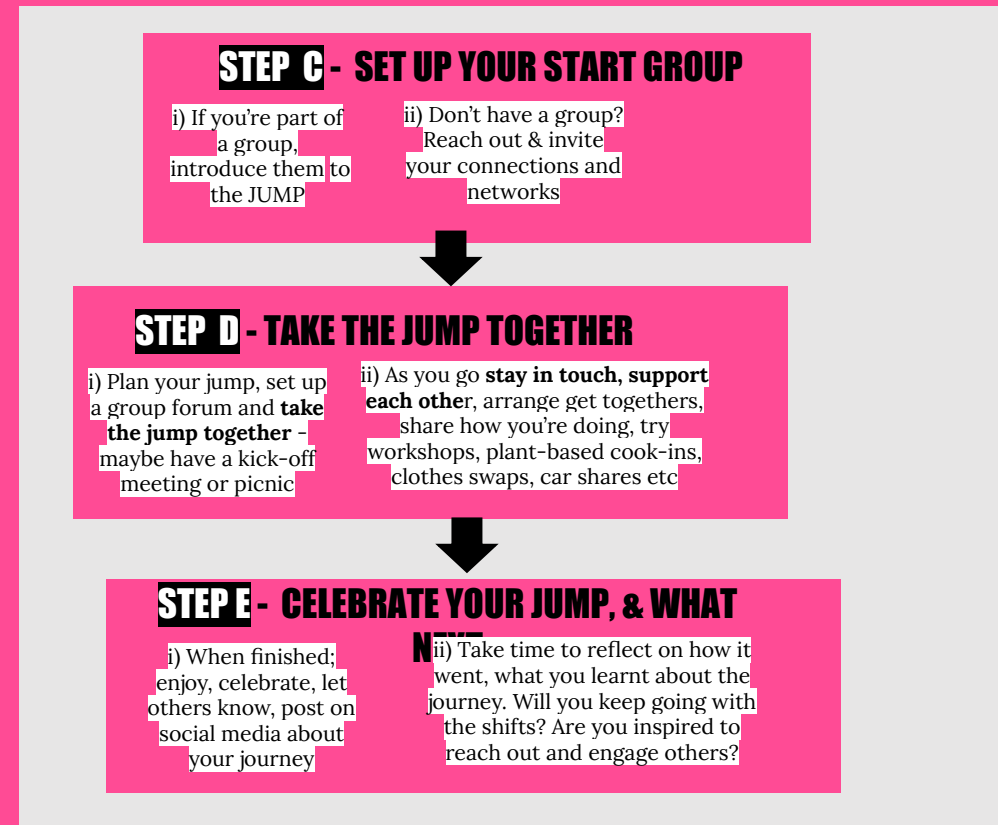 STEP C - SET UP YOUR START GROUP
i) If you're part of
a group,
introduce them to
the JUMP
ii) Don't have a group?
Reach out & invite
your connections and
networks
STEP D - TAKE THE JUMP TOGETHER
i) Plan your jump, set up
a group forum and take
the jump together -
maybe have a kick-off
meeting or picnic
ii) As you go stay in touch, support
each other, arrange get togethers,
share how you're doing, try
workshops, plant-based cook-ins,
clothes swaps, car shares etc
STEP E - CELEBRATE YOUR JUMP, & WHAT
NEXT
i) When finished;
enjoy, celebrate, let
others know, post on
social media about
your journey
ii) Take time to reflect on how it
went, what you learnt about the
journey. Will you keep going with
the shifts? Are you inspired to
reach out and engage others?